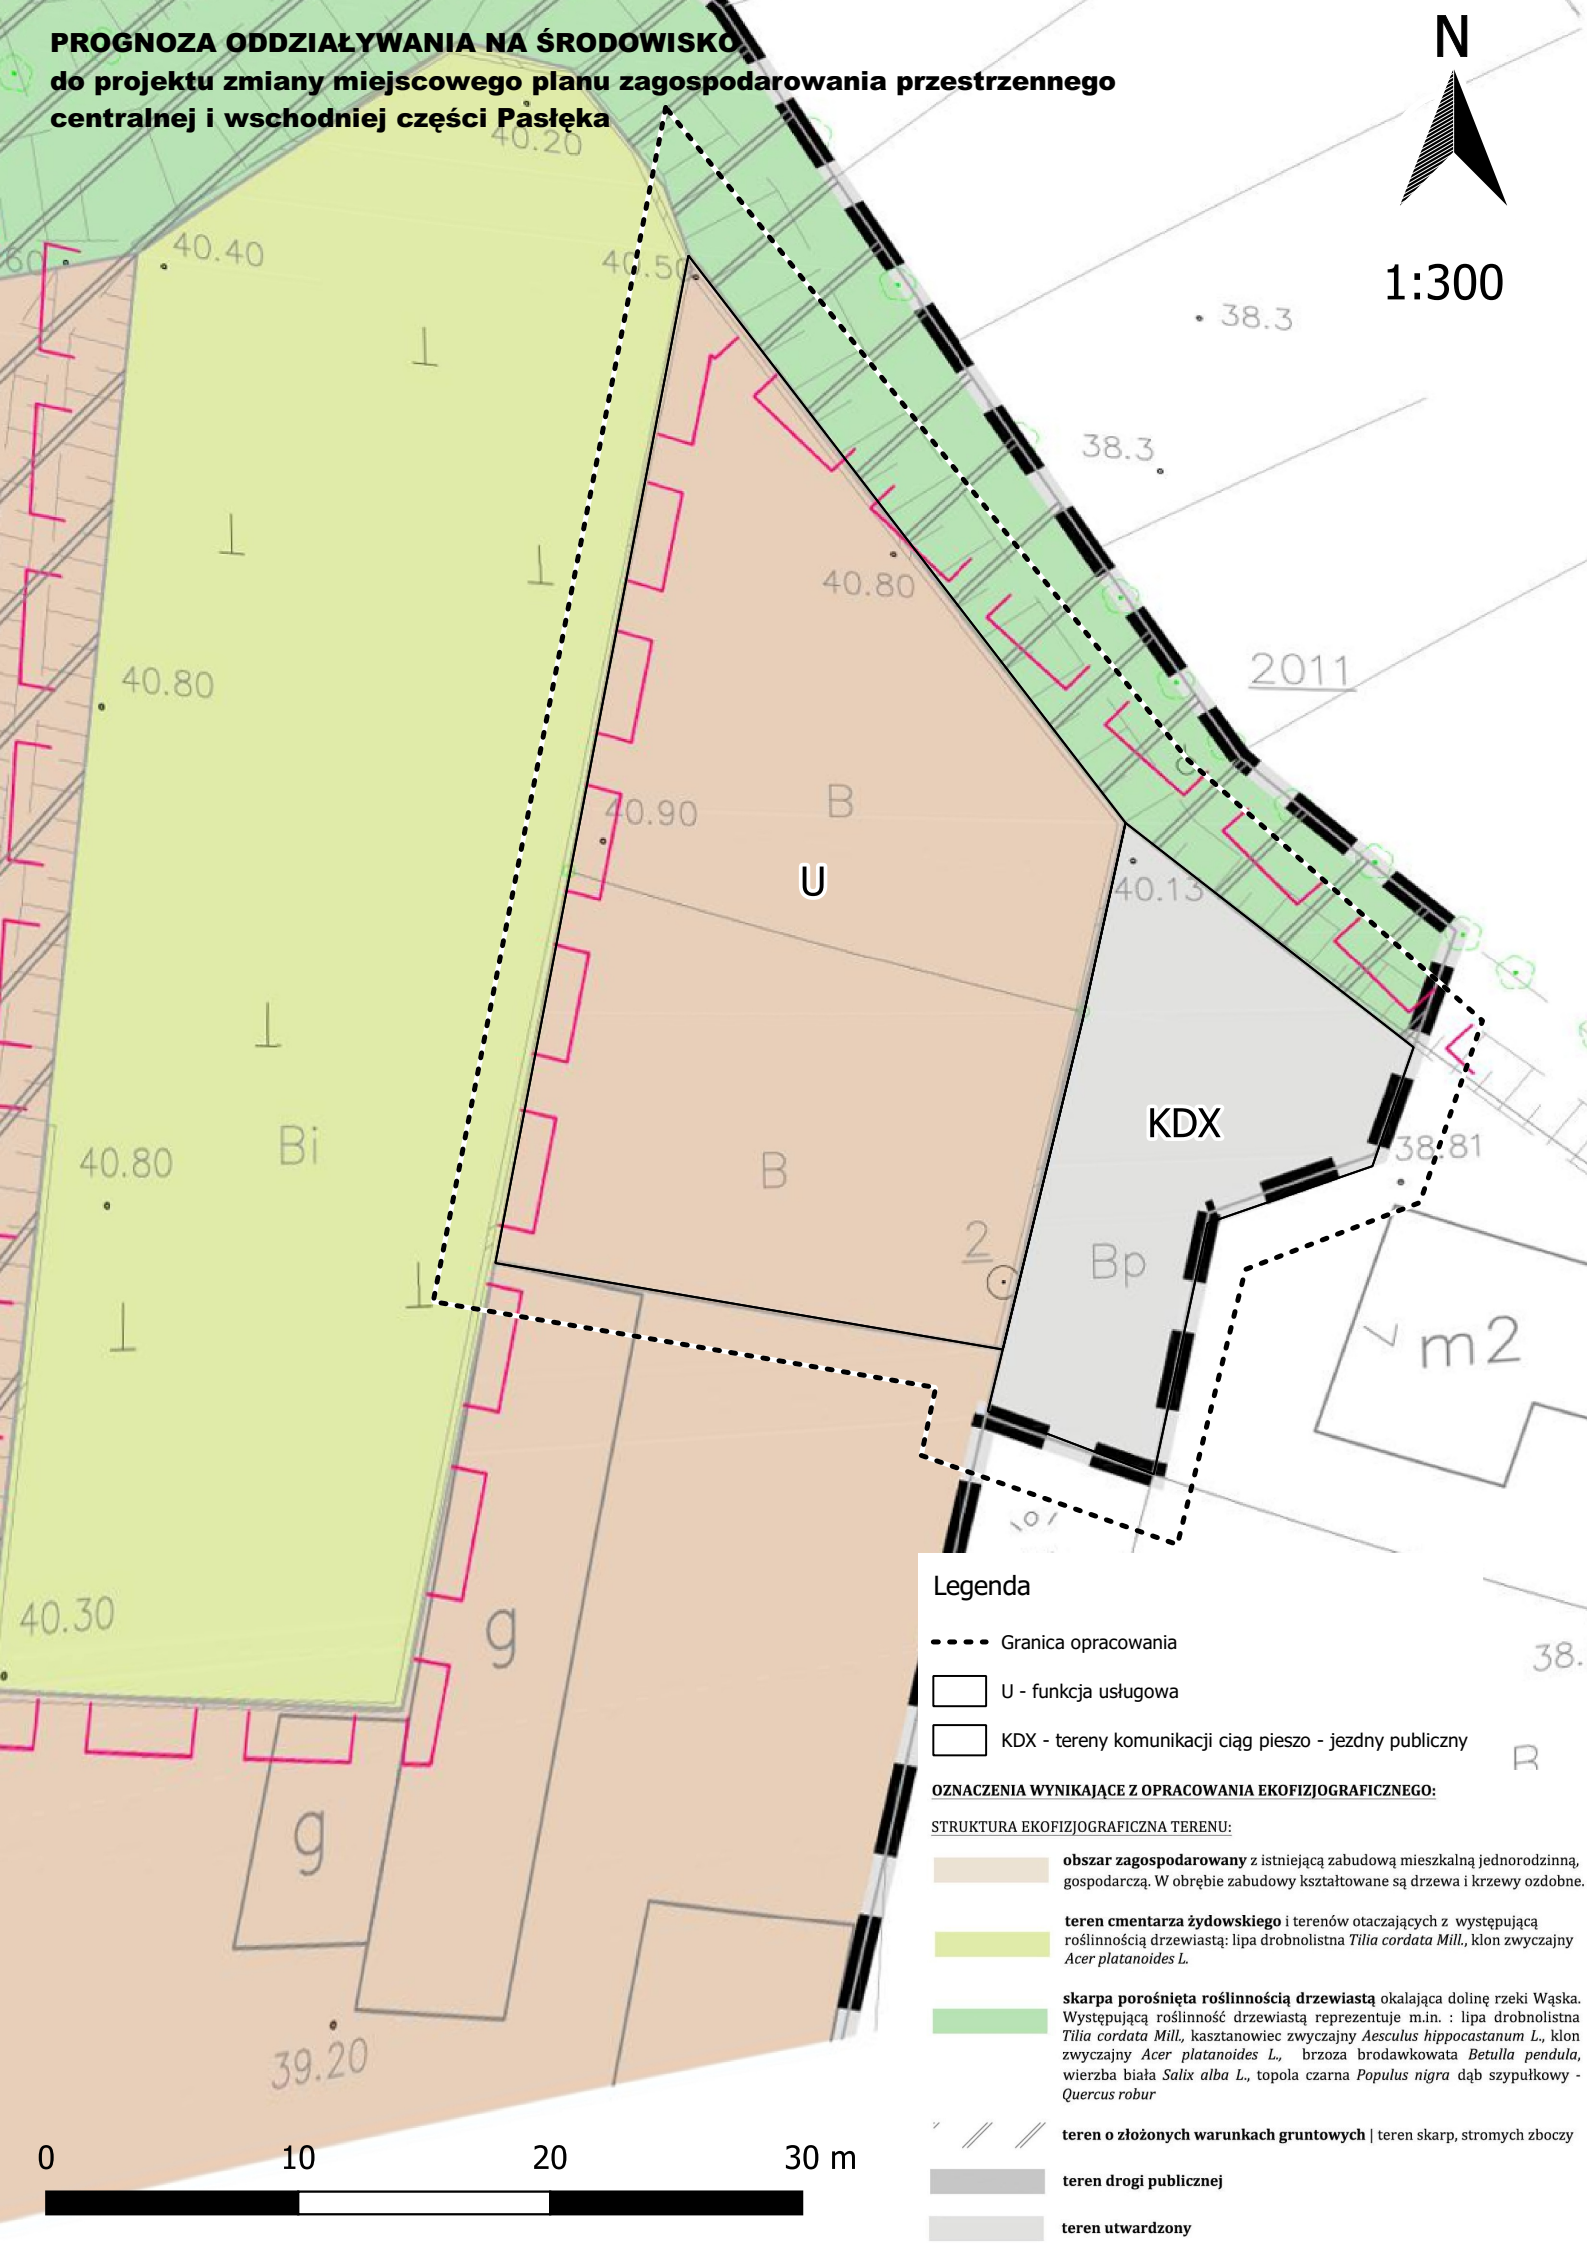 PROGNOZA ODDZIAŁYWANIA NA ŚRODOWISKO
do projektu zmiany miejscowego planu zagospodarowania przestrzennego
centralnej i wschodniej części Pasłęka
N
1:300
40.20
40.40
60
40.50
38.3
38.3
40.80
2011
40.80
40.90
B
U
40.13
KDX
38.81
Bi
40.80
B
2
Bp
m2
g
40.30
g
39.20
38.
B
Legenda
Granica opracowania
U - funkcja usługowa
KDX - tereny komunikacji ciąg pieszo - jezdny publiczny
OZNACZENIA WYNIKAJĄCE Z OPRACOWANIA EKOFIZJOGRAFICZNEGO:
STRUKTURA EKOFIZJOGRAFICZNA TERENU:
obszar zagospodarowany z istniejącą zabudową mieszkalną jednorodzinną,
gospodarczą. W obrębie zabudowy kształtowane są drzewa i krzewy ozdobne.
teren cmentarza żydowskiego i terenów otaczających z występującą
roślinnością drzewiastą: lipa drobnolistna Tilia cordata Mill., klon zwyczajny
Acer platanoides L.
skarpa porośnięta roślinnością drzewiastą okalająca dolinę rzeki Wąska.
Występującą roślinność drzewiastą reprezentuje m.in. : lipa drobnolistna
Tilia cordata Mill., kasztanowiec zwyczajny Aesculus hippocastanum L., klon
zwyczajny Acer platanoides L., brzoza brodawkowata Betulla pendula,
wierzba biała Salix alba L., topola czarna Populus nigra dąb szypułkowy -
Quercus robur
teren o złożonych warunkach gruntowych | teren skarp, stromych zboczy
teren drogi publicznej
teren utwardzony
0 10 20 30 m